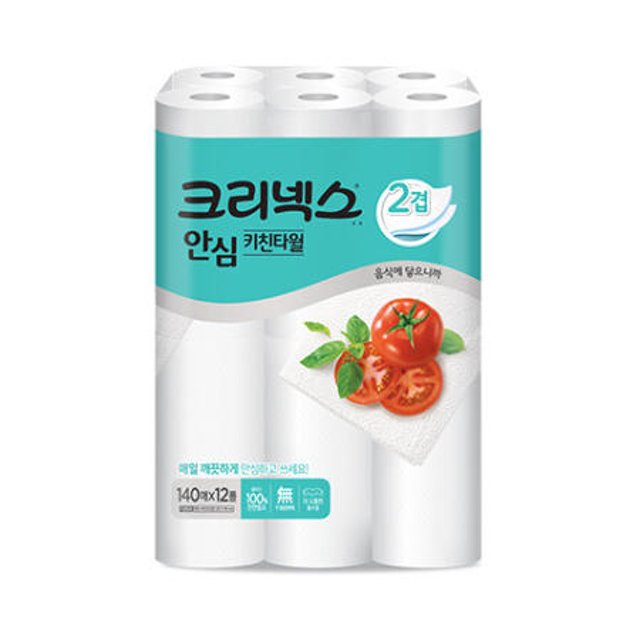 크리넥스
2겹
안심 키친타월
음식에 닿으니까
매일 깨끗하게 안심하고 쓰세요!
140매x12롤
100%
無